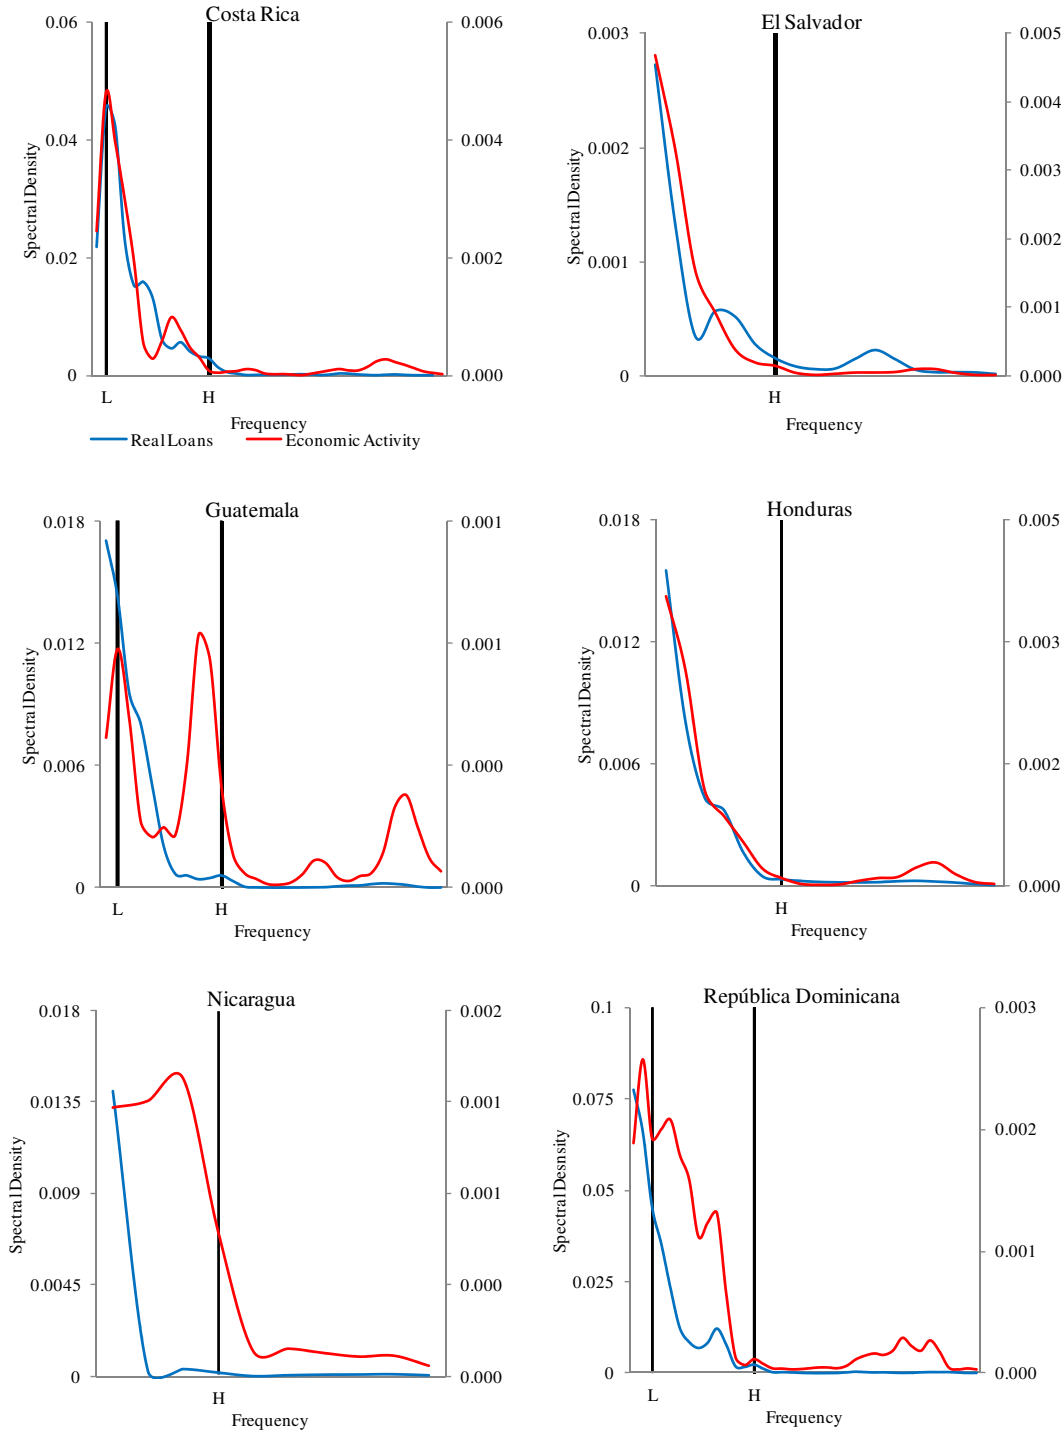 Costa Rica
0.06
0.04
0.02
0
0.006
0.004
0.002
0.000
Spectral Density
L
H
Frequency
Real Loans
Economic Activity
El Salvador
0.003
0.002
0.001
0
0.005
0.004
0.003
0.002
0.001
0.000
Spectral Density
H
Frequency
Guatemala
0.018
0.012
0.006
0
0.001
0.001
0.000
0.000
Spectral Density
L
H
Frequency
Honduras
0.018
0.012
0.006
0
0.005
0.003
0.002
0.000
Spectral Density
H
Frequency
Nicaragua
0.018
0.0135
0.009
0.0045
0
0.002
0.001
0.001
0.000
0.000
Spectral Density
H
Frequency
República Dominicana
0.1
0.075
0.05
0.025
0
0.003
0.002
0.001
0.000
Spectral Desnsity
L
H
Frequency